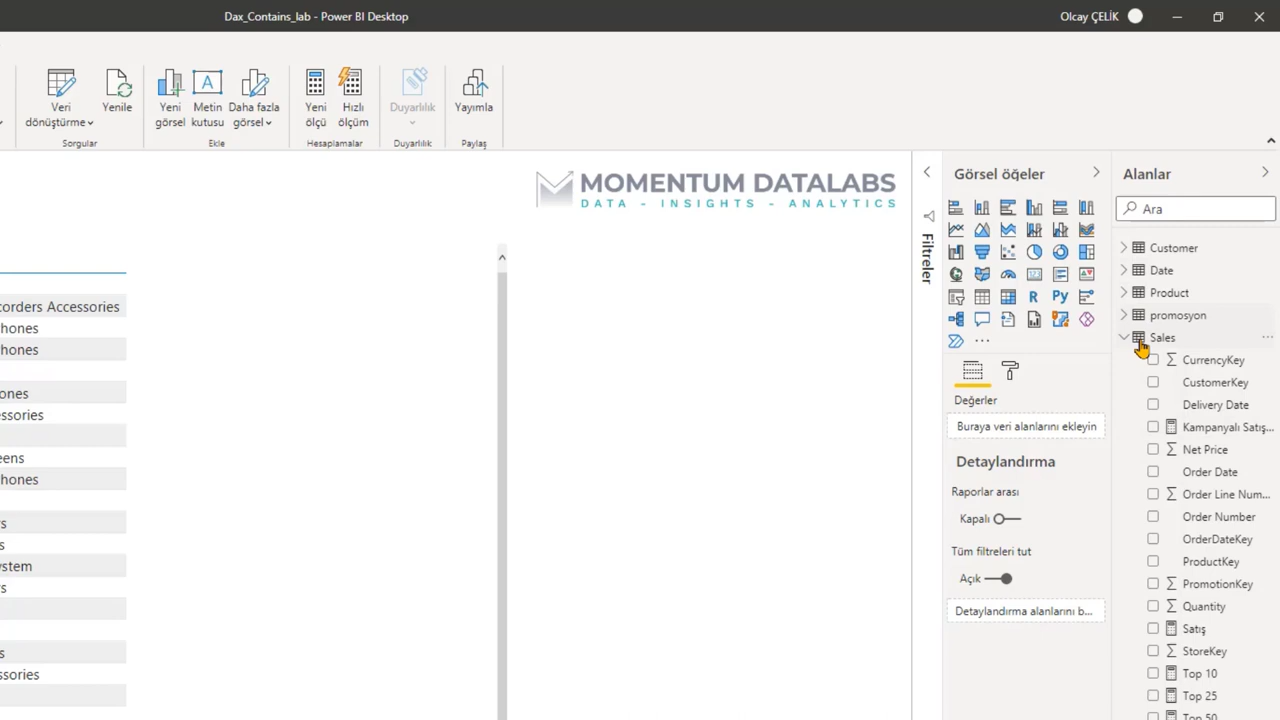 Dax_Contains_lab - Power BI Desktop
Olcay ÇELİK
Veri
dönüştürme
Yenile
Yeni
görsel
Metin
kutusu
Daha fazla
görsel
Yeni
ölçü
Hızlı
ölçüm
Duyarlılık
Yayımla
Sorgular
Ekle
Hesaplamalar
Duyarlılık
Paylaş
MOMENTUM DATALABS
DATA - INSIGHTS - ANALYTICS
corders Accessories
hones
hones
ones
essories
eens
hones
s
s
ystem
s
s
ssories
Filtreler
Görsel öğeler
R
Py
Değerler
Buraya veri alanlarını ekleyin
Detaylandırma
Raporlar arası
Kapalı
Tüm filtreleri tut
Açık
Detaylandırma alanlarını b...
Alanlar
Ara
Customer
Date
Product
promosyon
Sales
CurrencyKey
CustomerKey
Delivery Date
Kampanyalı Satış...
Net Price
Order Date
Order Line Num...
Order Number
OrderDateKey
ProductKey
PromotionKey
Quantity
Satış
StoreKey
Top 10
Top 25
Top 50